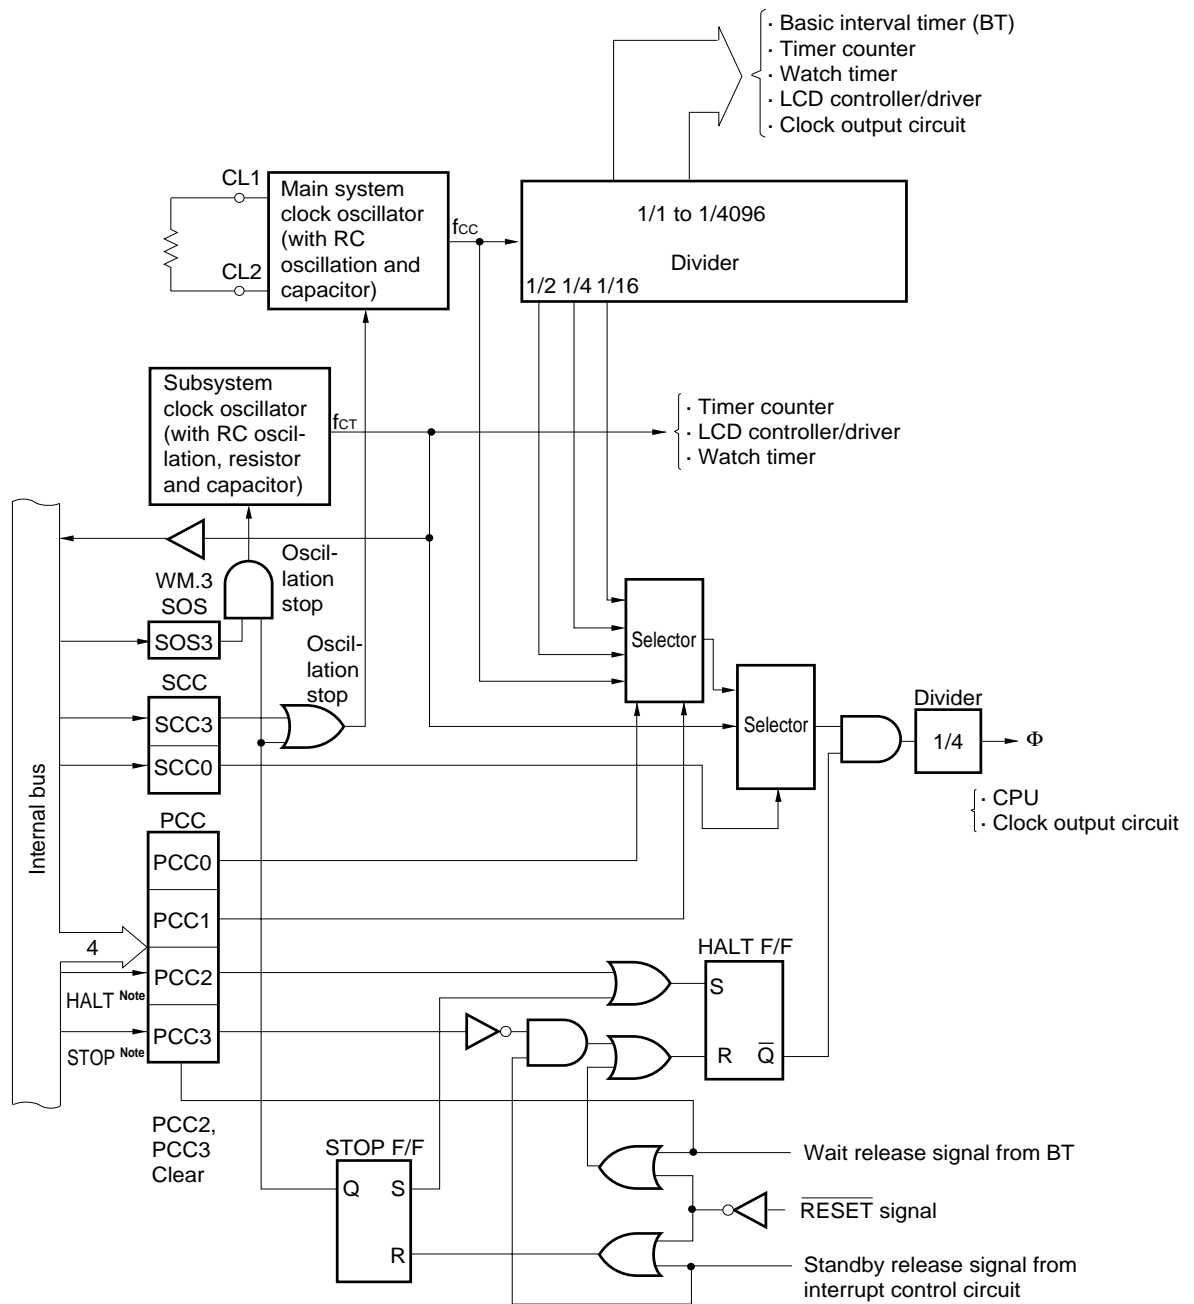 · Basic interval timer (BT)
· Timer counter
· Watch timer
· LCD controller/driver
· Clock output circuit
CL1
CL2
Main system
clock oscillator
(with RC
oscillation and
capacitor)
fCC
1/1 to 1/4096
Divider
1/2 1/4 1/16
Subsystem
clock oscillator
(with RC oscil-
lation, resistor
and capacitor)
fCT
· Timer counter
· LCD controller/driver
· Watch timer
Internal bus
WM.3
SOS
SOS3
Oscil-
lation
stop
Oscil-
lation
stop
SCC
SCC3
SCC0
Selector
Selector
Divider
1/4
Φ
· CPU
· Clock output circuit
PCC
PCC0
PCC1
PCC2
PCC3
4
HALT Note
STOP Note
HALT F/F
S
R
Q̅
PCC2,
PCC3
Clear
STOP F/F
Q
S
R
Wait release signal from BT
R̅E̅S̅E̅T̅ signal
Standby release signal from
interrupt control circuit